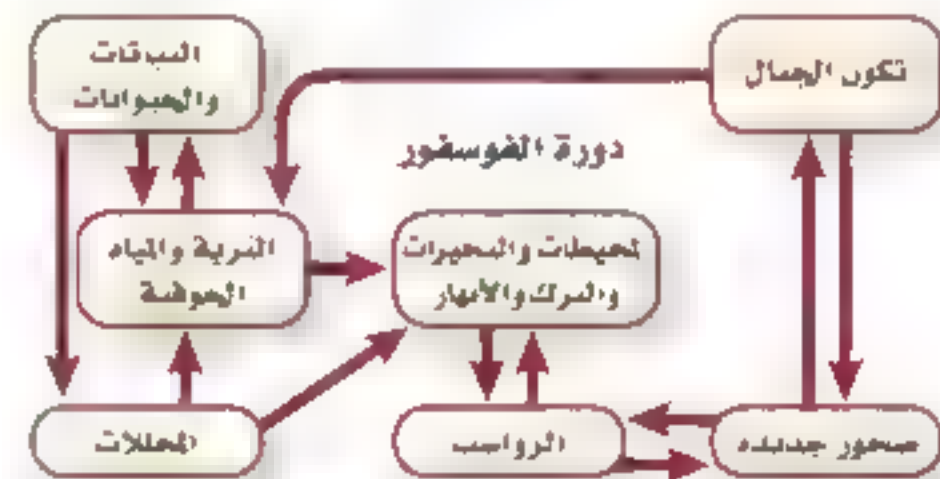 تكون الجبال
النباتات
والحيوانات
دورة الفوسفور
المحيطات والبحيرات
والبرك والأنهار
التربة والمياه
الجوفية
صخور جديدة
الرواسب
المحللات